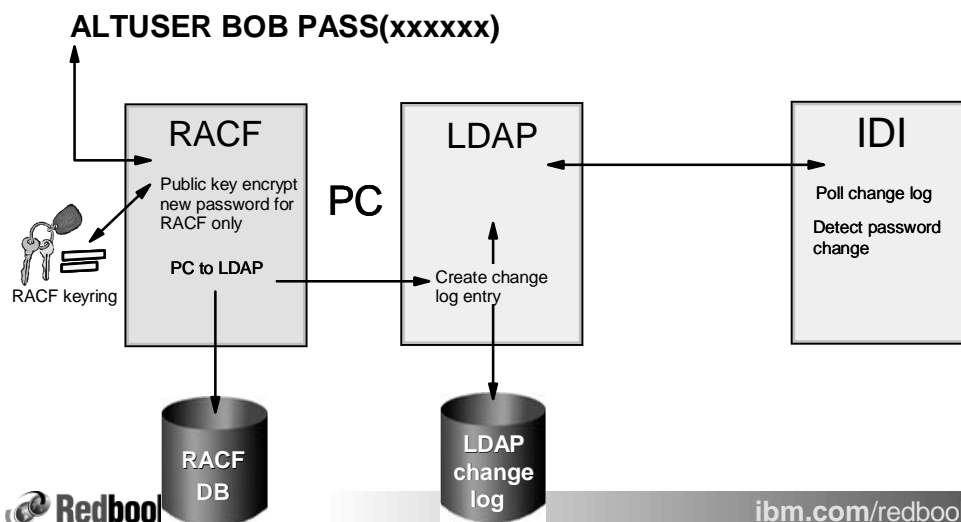 ALTUSER BOB PASS(xxxxxx)
RACF
Public key encrypt
new password for
RACF only
PC to LDAP
RACF keyring
PC
LDAP
Create change
log entry
IDI
Poll change log
Detect password
change
RACF
DB
LDAP
change
log
Redbool
ibm.com/redboo